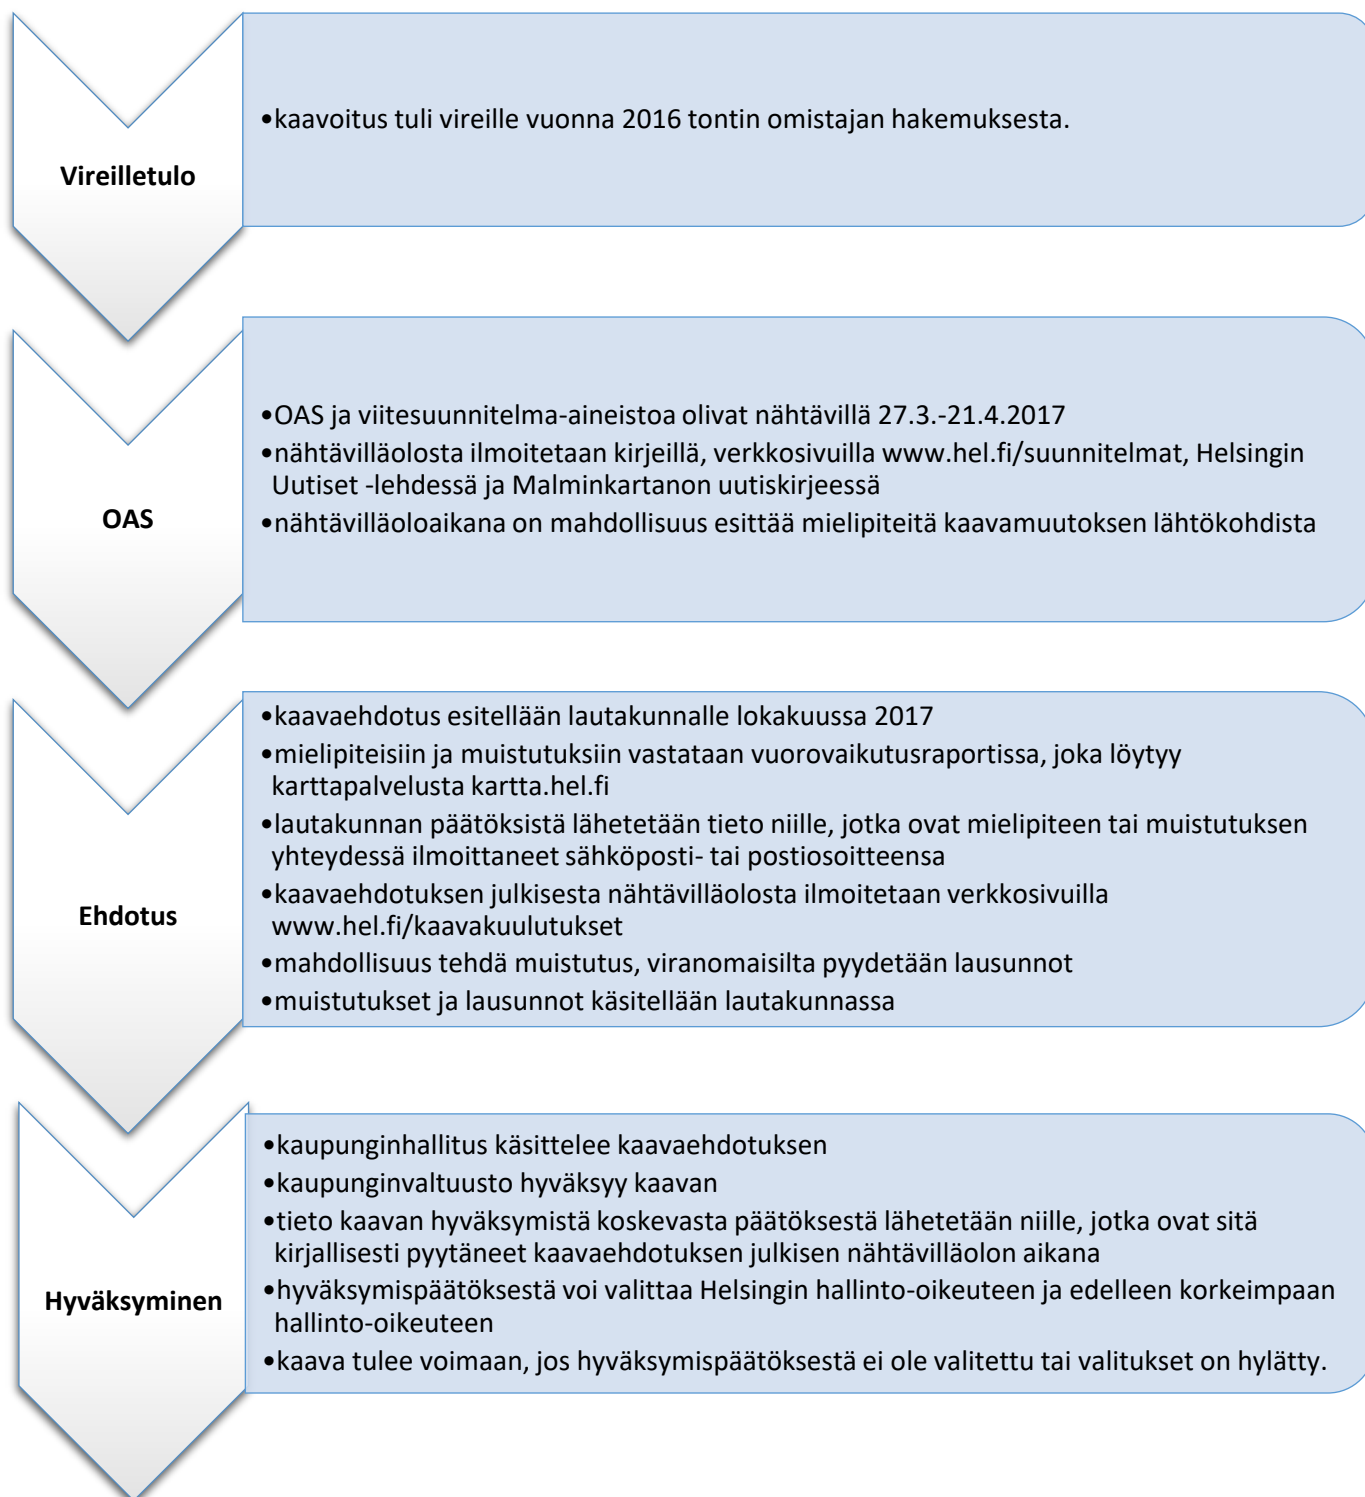 •kaavoitus tuli vireille vuonna 2016 tontin omistajan hakemuksesta.
Vireilletulo
•OAS ja viitesuunnitelma-aineistoa olivat nähtävillä 27.3.-21.4.2017
•nähtävilläolosta ilmoitetaan kirjeillä, verkkosivuilla www.hel.fi/suunnitelmat, Helsingin
Uutiset -lehdessä ja Malminkartanon uutiskirjeessä
OAS
•nähtävilläoloaikana on mahdollisuus esittää mielipiteitä kaavamuutoksen lähtökohdista
•kaavaehdotus esitellään lautakunnalle lokakuussa 2017
•mielipiteisiin ja muistutuksiin vastataan vuorovaikutusraportissa, joka löytyy
karttapalvelusta kartta.hel.fi
•lautakunnan päätöksistä lähetetään tieto niille, jotka ovat mielipiteen tai muistutuksen
yhteydessä ilmoittaneet sähköposti- tai postiosoitteensa
•kaavaehdotuksen julkisesta nähtävilläolosta ilmoitetaan verkkosivuilla
www.hel.fi/kaavakuulutukset
Ehdotus
•mahdollisuus tehdä muistutus, viranomaisilta pyydetään lausunnot
•muistutukset ja lausunnot käsitellään lautakunnassa
•kaupunginhallitus käsittelee kaavaehdotuksen
•kaupunginvaltuusto hyväksyy kaavan
•tieto kaavan hyväksymistä koskevasta päätöksestä lähetetään niille, jotka ovat sitä
kirjallisesti pyytäneet kaavaehdotuksen julkisen nähtävilläolon aikana
Hyväksyminen
•hyväksymispäätöksestä voi valittaa Helsingin hallinto-oikeuteen ja edelleen korkeimpaan
hallinto-oikeuteen
•kaava tulee voimaan, jos hyväksymispäätöksestä ei ole valitettu tai valitukset on hylätty.